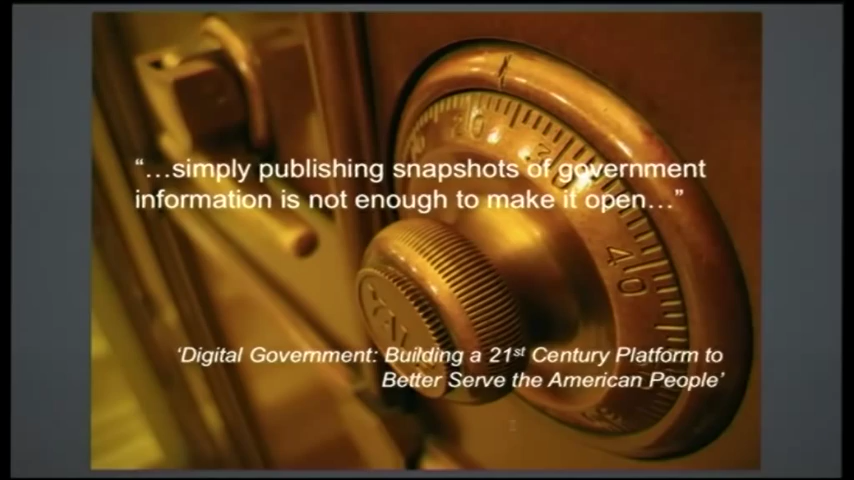 “…simply publishing snapshots of government
information is not enough to make it open…”
‘Digital Government: Building a 21st Century Platform to
Better Serve the American People’
40